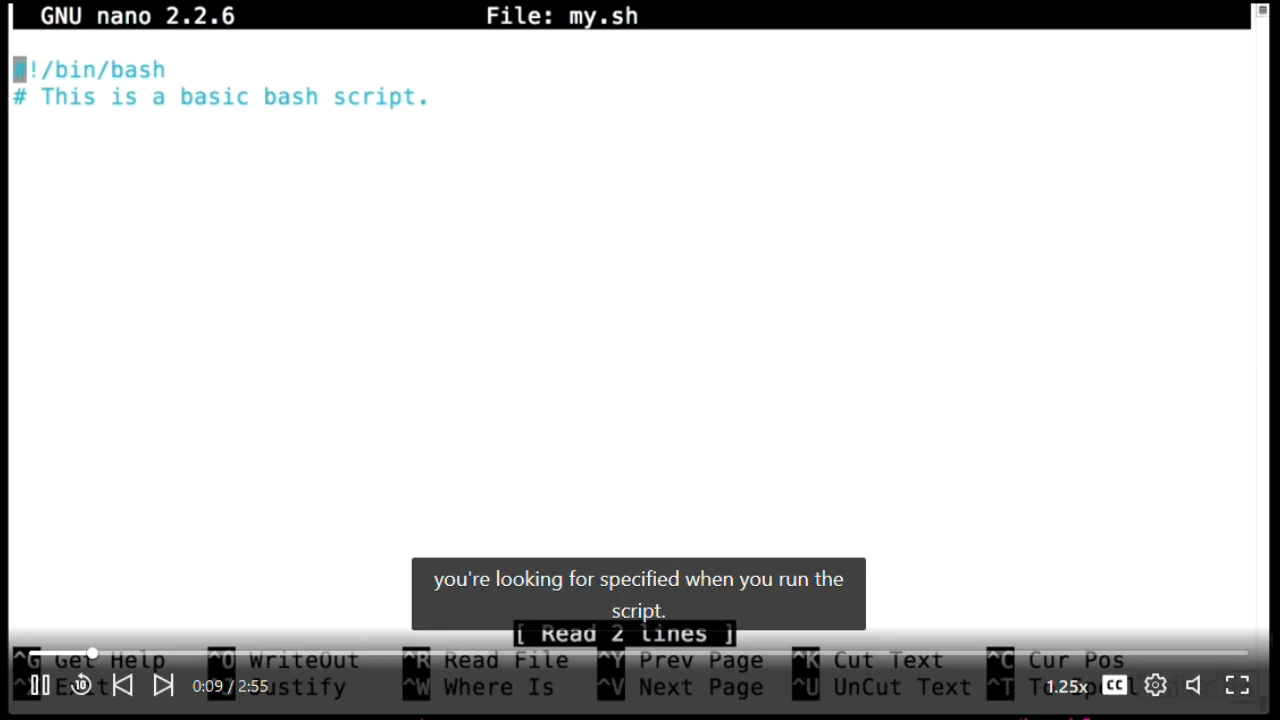 GNU nano 2.2.6 File: my.sh
#!/bin/bash
# This is a basic bash script.
you're looking for specified when you run the
script.
[ Read 2 lines ]
^G Get Help ^O WriteOut ^R Read File ^Y Prev Page ^K Cut Text ^C Cur Pos
^W Where Is ^V Next Page ^U UnCut Text ^T
10 0:09 / 2:55 1.25x CC